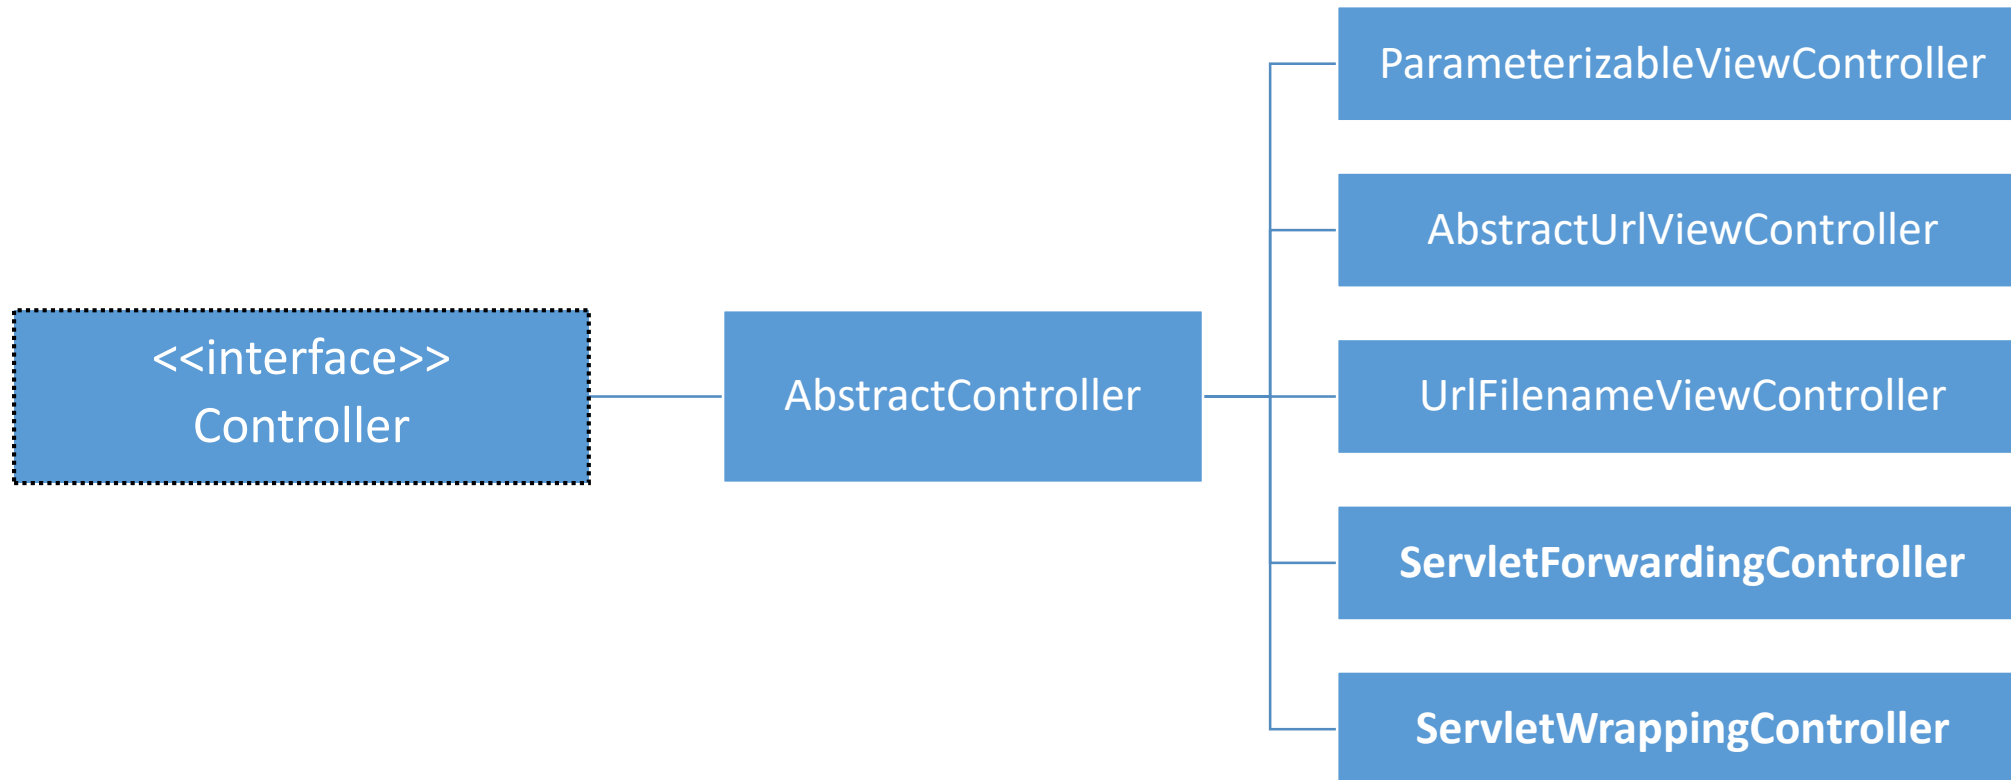 <<interface>>
Controller
AbstractController
ParameterizableViewController
AbstractUrlViewController
UrlFilenameViewController
ServletForwardingController
ServletWrappingController